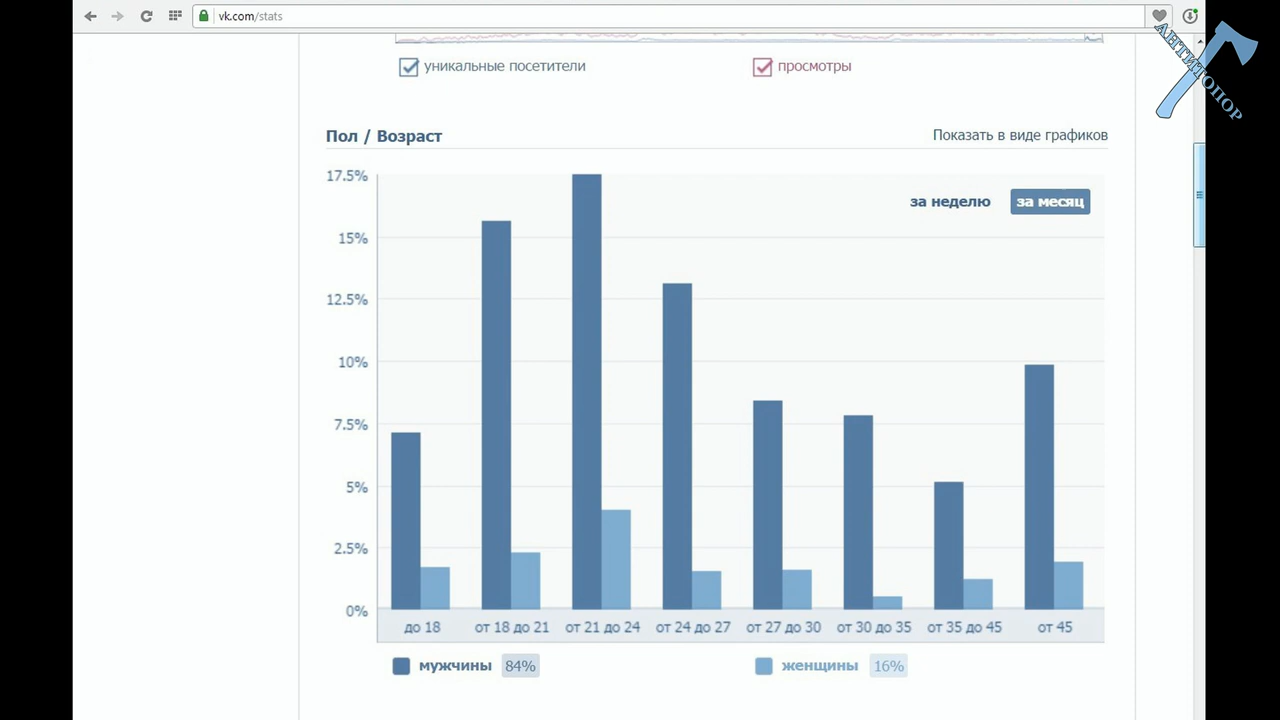 vk.com/stats
АНТИТОПОР
уникальные посетители просмотры
Пол / Возраст Показать в виде графиков
17.5%
за неделю за месяц
15%
12.5%
10%
7.5%
5%
2.5%
0%
до 18 от 18 до 21 от 21 до 24 от 24 до 27 от 27 до 30 от 30 до 35 от 35 до 45 от 45
мужчины 84% женщины 16%